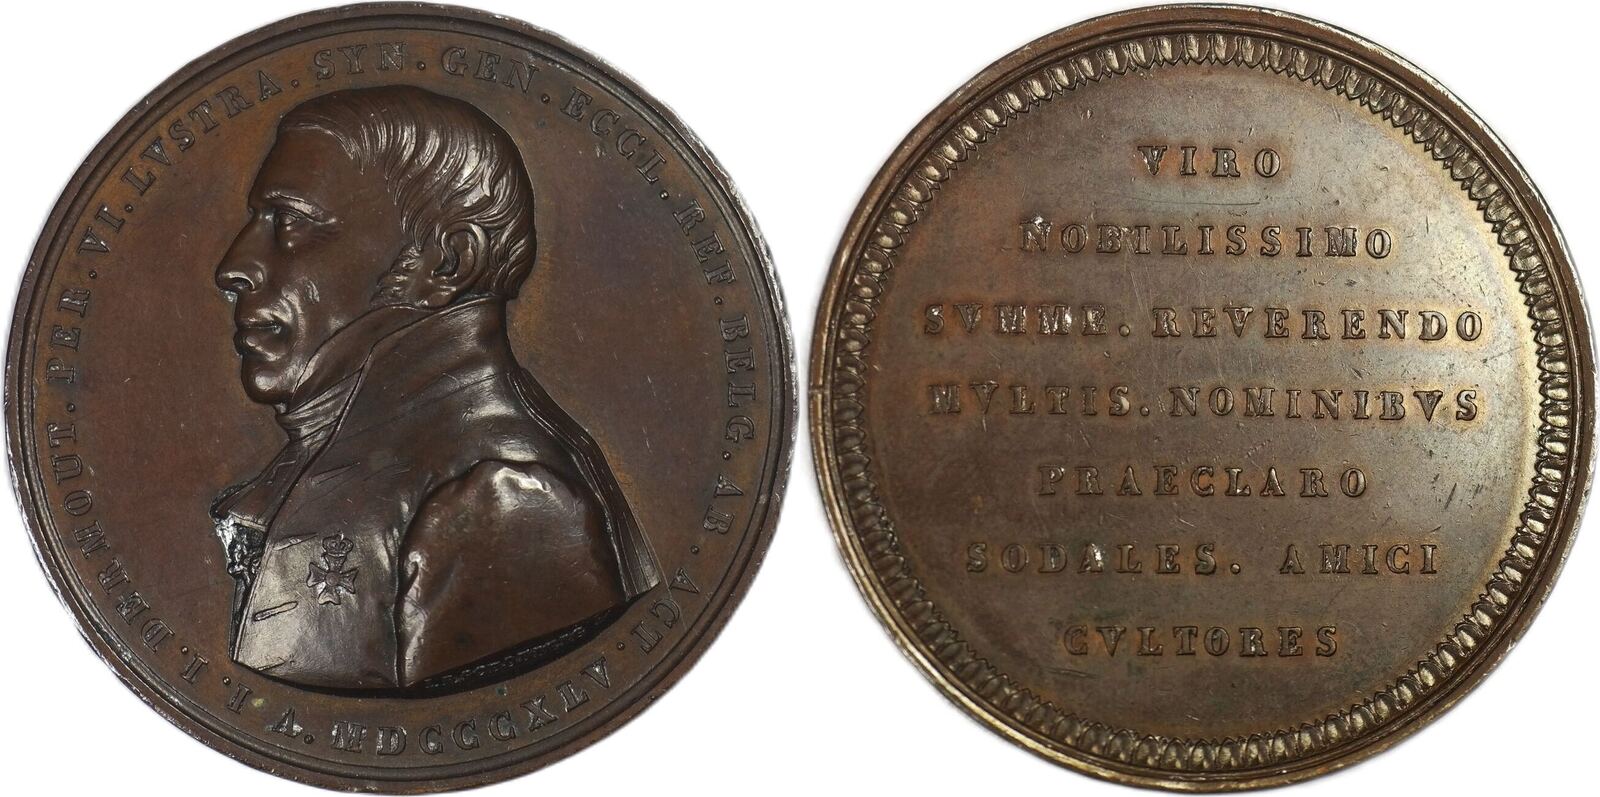 I. I. DERMOUT. PER. VI. LVSTRA. SYN. GEN. ECCL. REF. BELG. AB. ACT. A. MDCCCXLV.
VIRO
NOBILISSIMO
SVMME. REVERENDO
MVLTIS. NOMINIBVS
PRAECLARO
SODALES. AMICI
CVLTORES